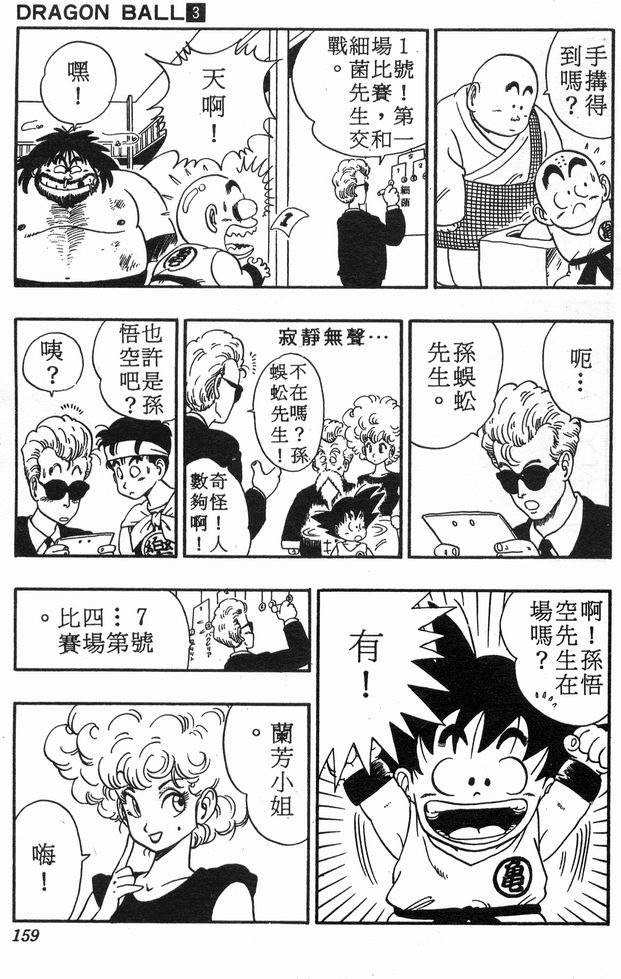 DRAGON BALL 3
手搆得
到嗎？
1號！第一
場比賽，和
細菌先生交
戰。
細菌
1
天啊！
嘿！
呃…
孫蜈蚣
先生。
寂靜無聲…
不在嗎？孫
蜈蚣先生！
奇怪！人
數夠啊！
也許是孫
悟空吧？
咦？
啊！孫悟
空先生在
場嗎？
有！
龜
7號
…第
四場
比賽
。
蘭芳小姐
。
嗨！
159